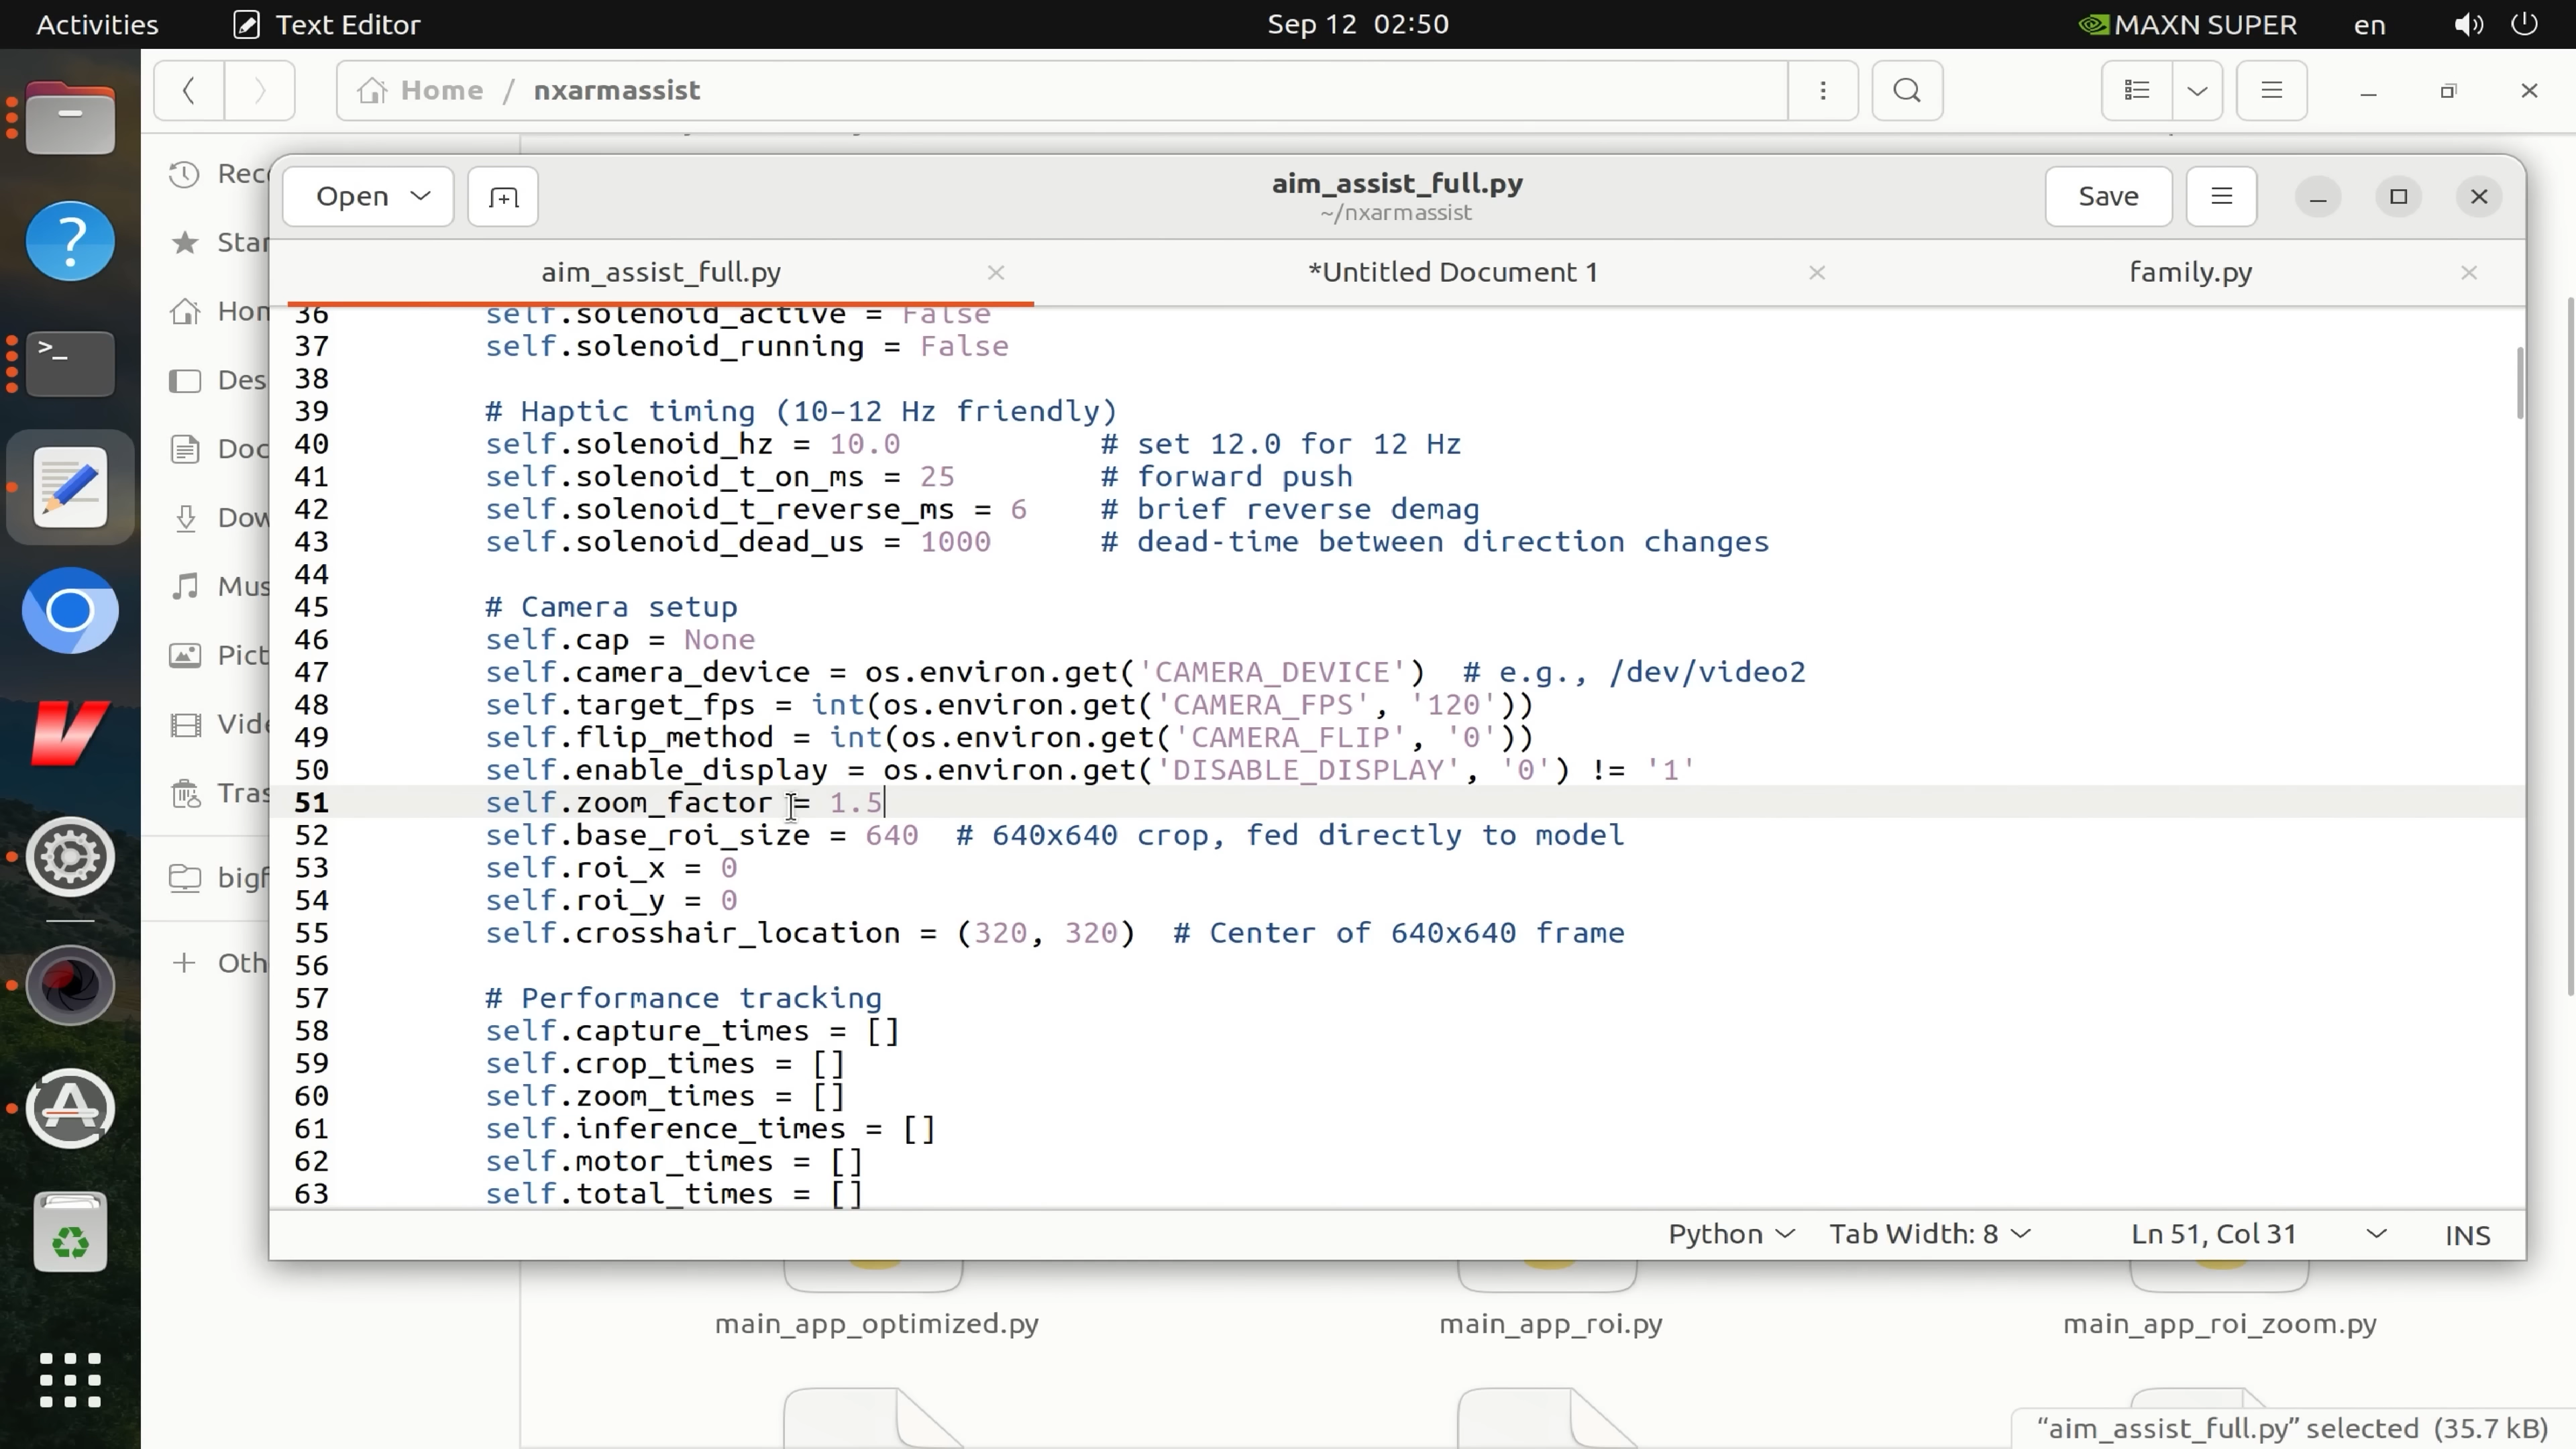 Activities
Text Editor
Sep 12 02:50
MAXN SUPER
en
Home / nxarmassist
Open
aim_assist_full.py
~/nxarmassist
Save
aim_assist_full.py
*Untitled Document 1
family.py
Rec
Star
Hom
Des
Doc
Dow
Mus
Pict
Vide
Tras
bigf
Oth
36 self.solenoid_active = False
37 self.solenoid_running = False
38
39 # Haptic timing (10–12 Hz friendly)
40 self.solenoid_hz = 10.0 # set 12.0 for 12 Hz
41 self.solenoid_t_on_ms = 25 # forward push
42 self.solenoid_t_reverse_ms = 6 # brief reverse demag
43 self.solenoid_dead_us = 1000 # dead-time between direction changes
44
45 # Camera setup
46 self.cap = None
47 self.camera_device = os.environ.get('CAMERA_DEVICE') # e.g., /dev/video2
48 self.target_fps = int(os.environ.get('CAMERA_FPS', '120'))
49 self.flip_method = int(os.environ.get('CAMERA_FLIP', '0'))
50 self.enable_display = os.environ.get('DISABLE_DISPLAY', '0') != '1'
51 self.zoom_factor = 1.5
52 self.base_roi_size = 640 # 640x640 crop, fed directly to model
53 self.roi_x = 0
54 self.roi_y = 0
55 self.crosshair_location = (320, 320) # Center of 640x640 frame
56
57 # Performance tracking
58 self.capture_times = []
59 self.crop_times = []
60 self.zoom_times = []
61 self.inference_times = []
62 self.motor_times = []
63 self.total_times = []
Python
Tab Width: 8
Ln 51, Col 31
INS
main_app_optimized.py
main_app_roi.py
main_app_roi_zoom.py
“aim_assist_full.py” selected (35.7 kB)